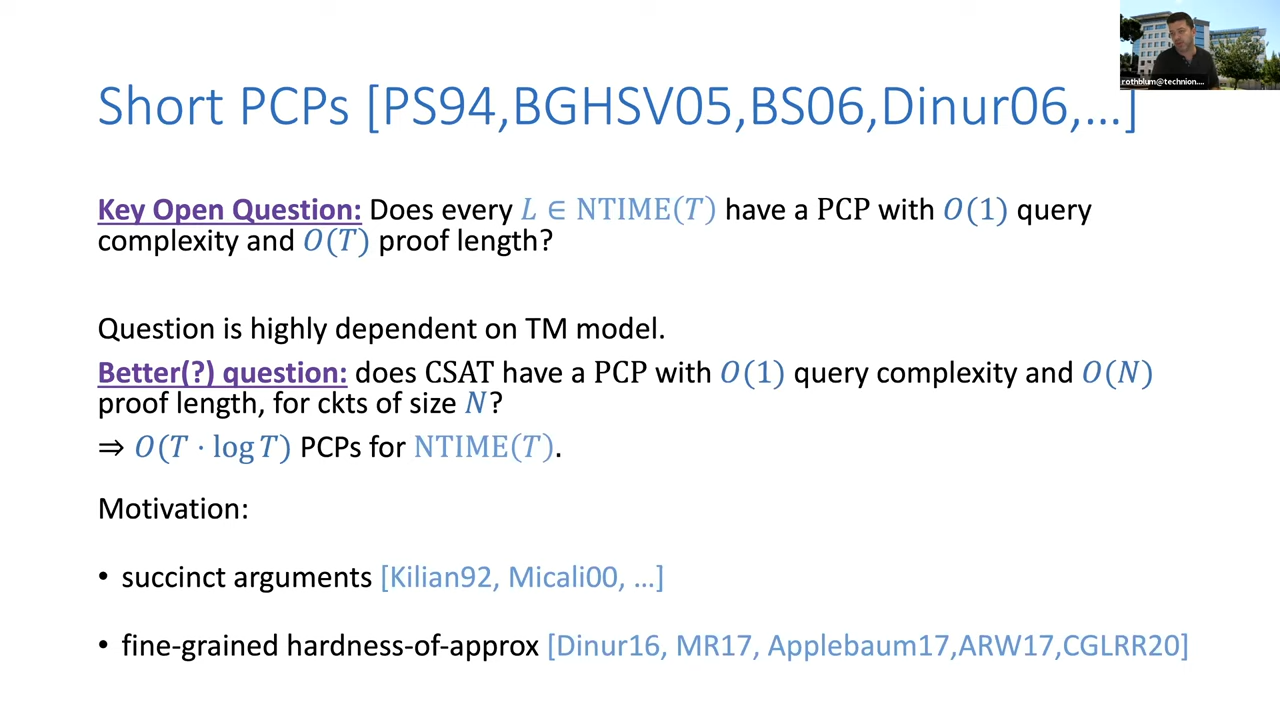 rothblum@technion....
Short PCPs [PS94,BGHSV05,BS06,Dinur06,...]
Key Open Question: Does every L ∈ NTIME(T) have a PCP with O(1) query
complexity and O(T) proof length?
Question is highly dependent on TM model.
Better(?) question: does CSAT have a PCP with O(1) query complexity and O(N)
proof length, for ckts of size N?
⇒ O(T · log T) PCPs for NTIME(T).
Motivation:
• succinct arguments [Kilian92, Micali00, ...]
• fine-grained hardness-of-approx [Dinur16, MR17, Applebaum17,ARW17,CGLRR20]